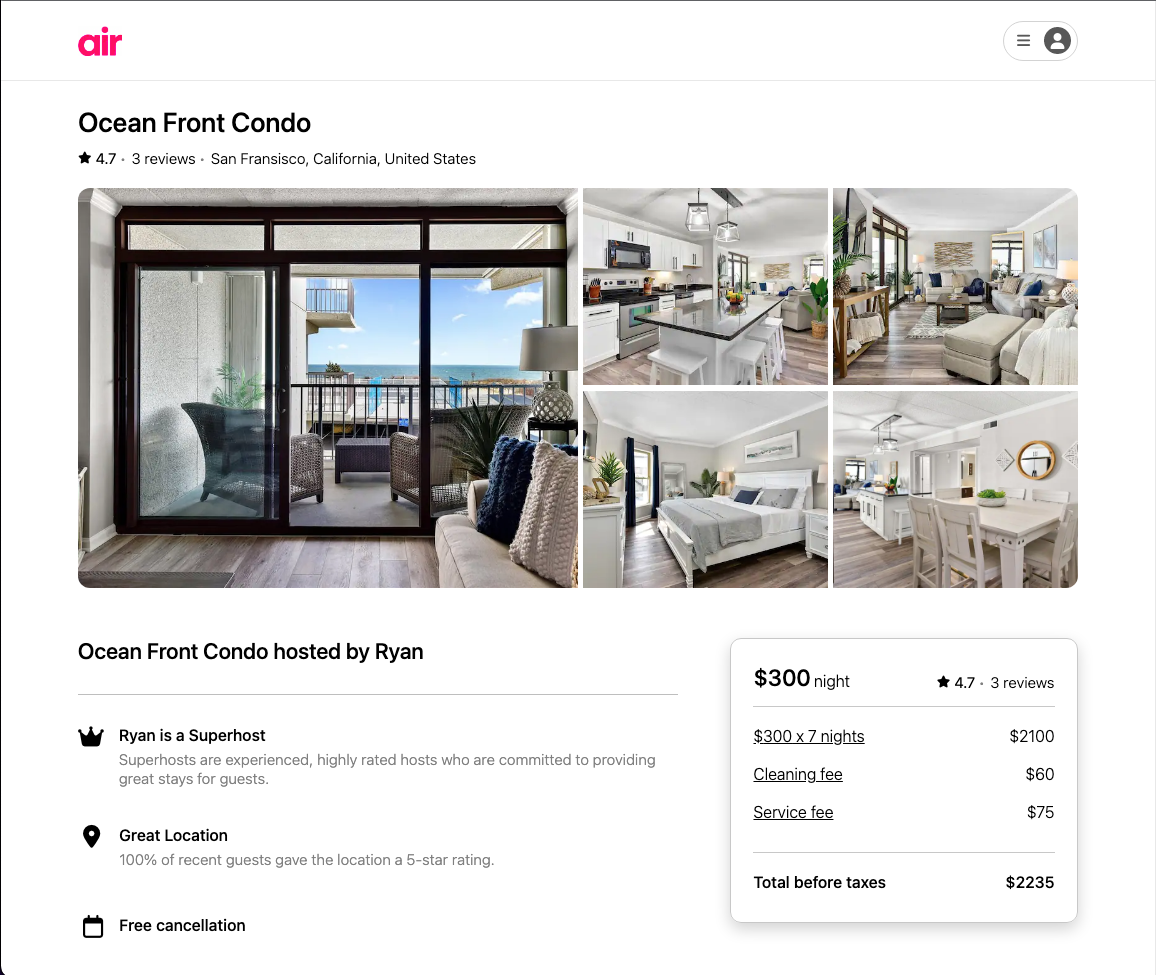 air
Ocean Front Condo
4.7 · 3 reviews · San Fransisco, California, United States
Ocean Front Condo hosted by Ryan
Ryan is a Superhost
Superhosts are experienced, highly rated hosts who are committed to providing
great stays for guests.
Great Location
100% of recent guests gave the location a 5-star rating.
Free cancellation
$300 night
4.7 · 3 reviews
$300 x 7 nights $2100
Cleaning fee $60
Service fee $75
Total before taxes $2235